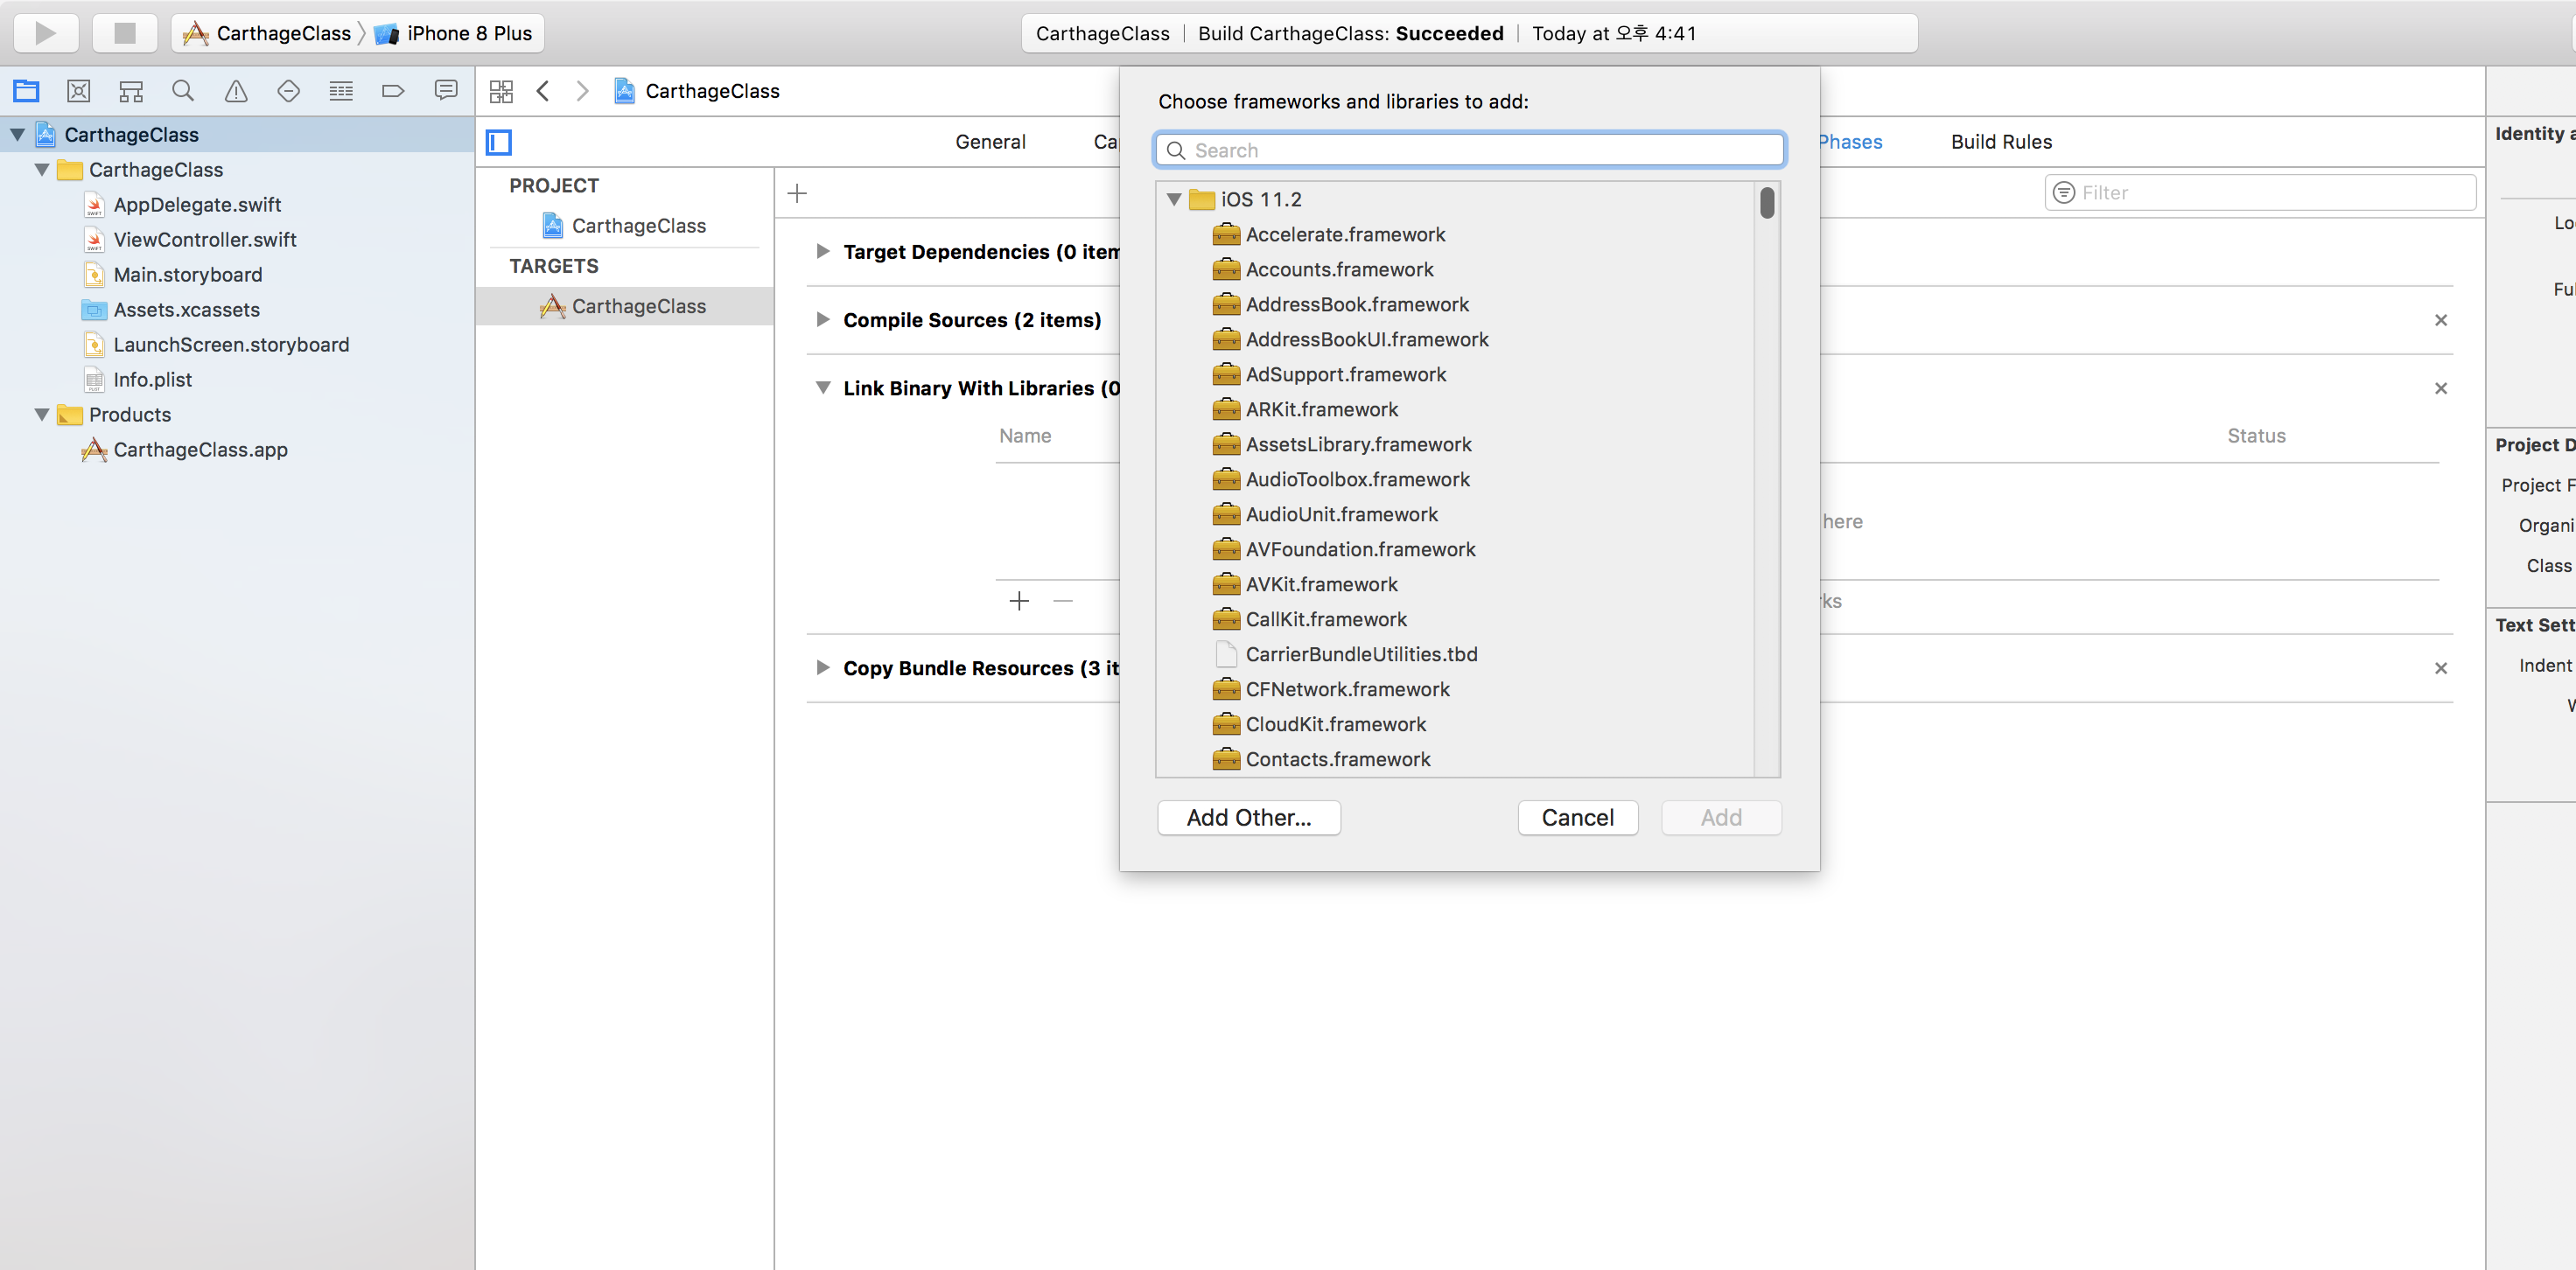 CarthageClass
iPhone 8 Plus
CarthageClass
Build CarthageClass: Succeeded
Today at 오후 4:41
CarthageClass
CarthageClass
AppDelegate.swift
ViewController.swift
Main.storyboard
Assets.xcassets
LaunchScreen.storyboard
Info.plist
Products
CarthageClass.app
CarthageClass
General
Ca
Phases
Build Rules
PROJECT
CarthageClass
TARGETS
CarthageClass
Filter
Target Dependencies (0 item
Compile Sources (2 items)
Link Binary With Libraries (0
Name
Status
here
rks
Copy Bundle Resources (3 it
Choose frameworks and libraries to add:
Search
iOS 11.2
Accelerate.framework
Accounts.framework
AddressBook.framework
AddressBookUI.framework
AdSupport.framework
ARKit.framework
AssetsLibrary.framework
AudioToolbox.framework
AudioUnit.framework
AVFoundation.framework
AVKit.framework
CallKit.framework
CarrierBundleUtilities.tbd
CFNetwork.framework
CloudKit.framework
Contacts.framework
Add Other...
Cancel
Add
Identity a
Lo
Ful
Project D
Project F
Organi
Class
Text Sett
Indent
W